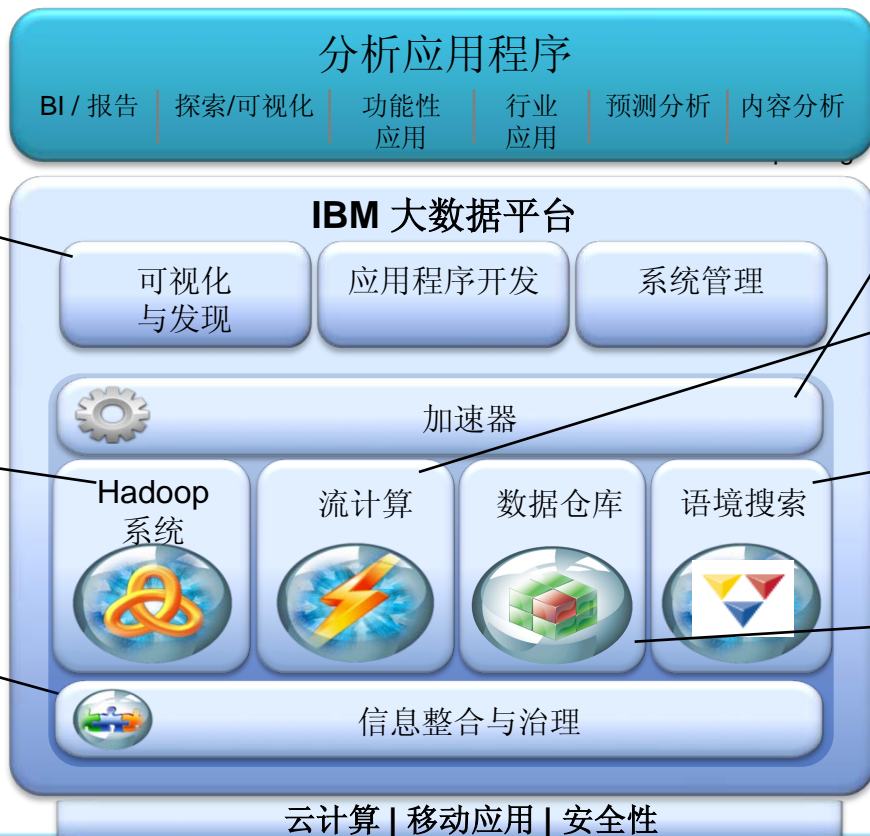 分析应用程序
BI / 报告
探索/可视化
功能性
应用
行业
应用
预测分析
内容分析
IBM 大数据平台
可视化
与发现
应用程序开发
系统管理
加速器
Hadoop
系统
流计算
数据仓库
语境搜索
信息整合与治理
云计算 | 移动应用 | 安全性